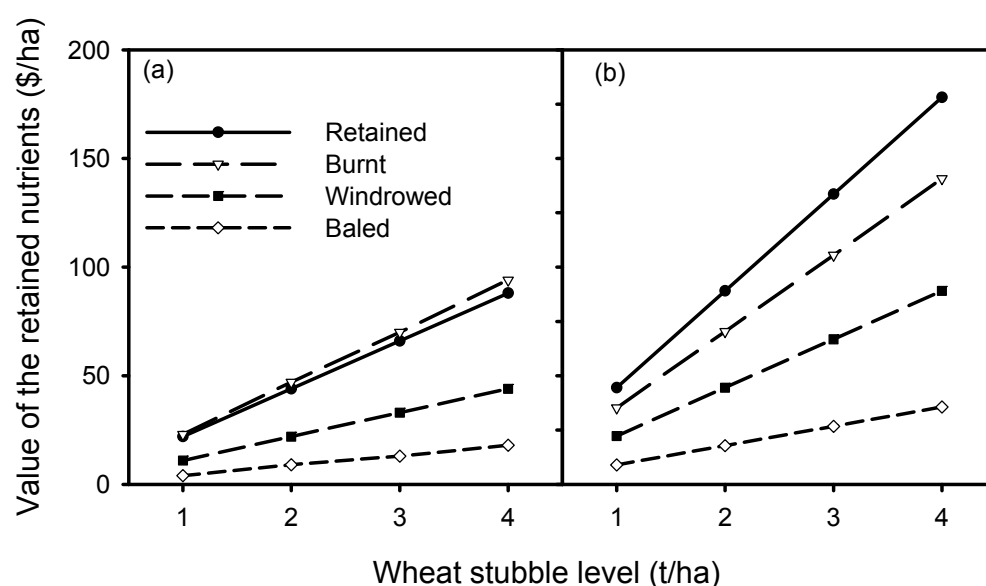 Value of the retained nutrients ($/ha)
200
150
100
50
0
(a)
(b)
Retained
Burnt
Windrowed
Baled
1 2 3 4 1 2 3 4
Wheat stubble level (t/ha)